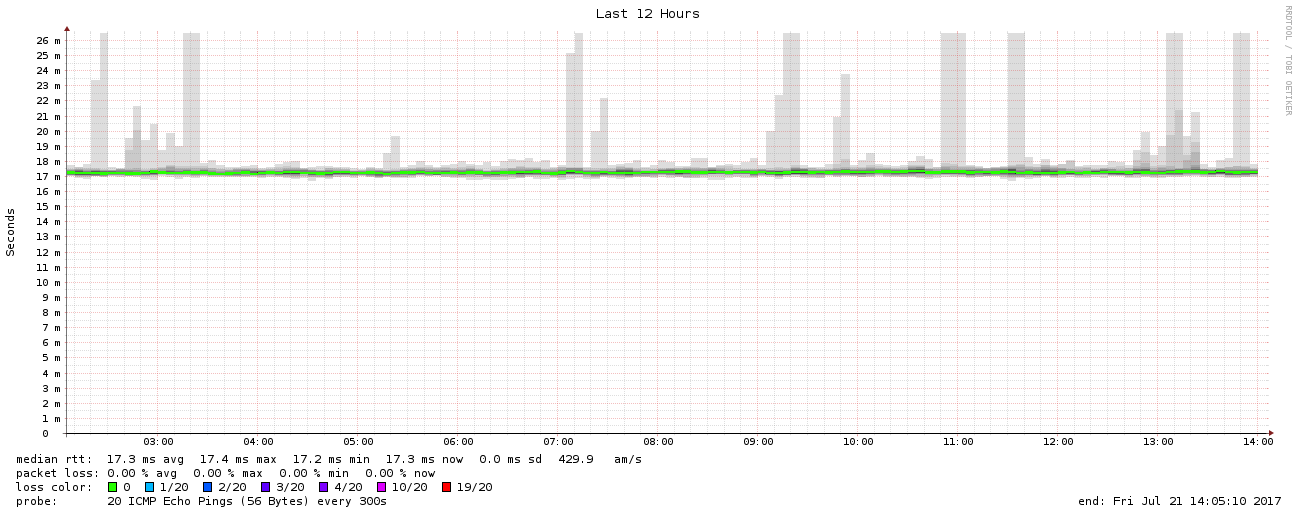 Last 12 Hours
RRDTOOL / TOBI OETIKER
Seconds
26 m
25 m
24 m
23 m
22 m
21 m
20 m
19 m
18 m
17 m
16 m
15 m
14 m
13 m
12 m
11 m
10 m
9 m
8 m
7 m
6 m
5 m
4 m
3 m
2 m
1 m
0
03:00 04:00 05:00 06:00 07:00 08:00 09:00 10:00 11:00 12:00 13:00 14:00
median rtt: 17.3 ms avg 17.4 ms max 17.2 ms min 17.3 ms now 0.0 ms sd 429.9 am/s
packet loss: 0.00 % avg 0.00 % max 0.00 % min 0.00 % now
loss color: 0 1/20 2/20 3/20 4/20 10/20 19/20
probe: 20 ICMP Echo Pings (56 Bytes) every 300s end: Fri Jul 21 14:05:10 2017